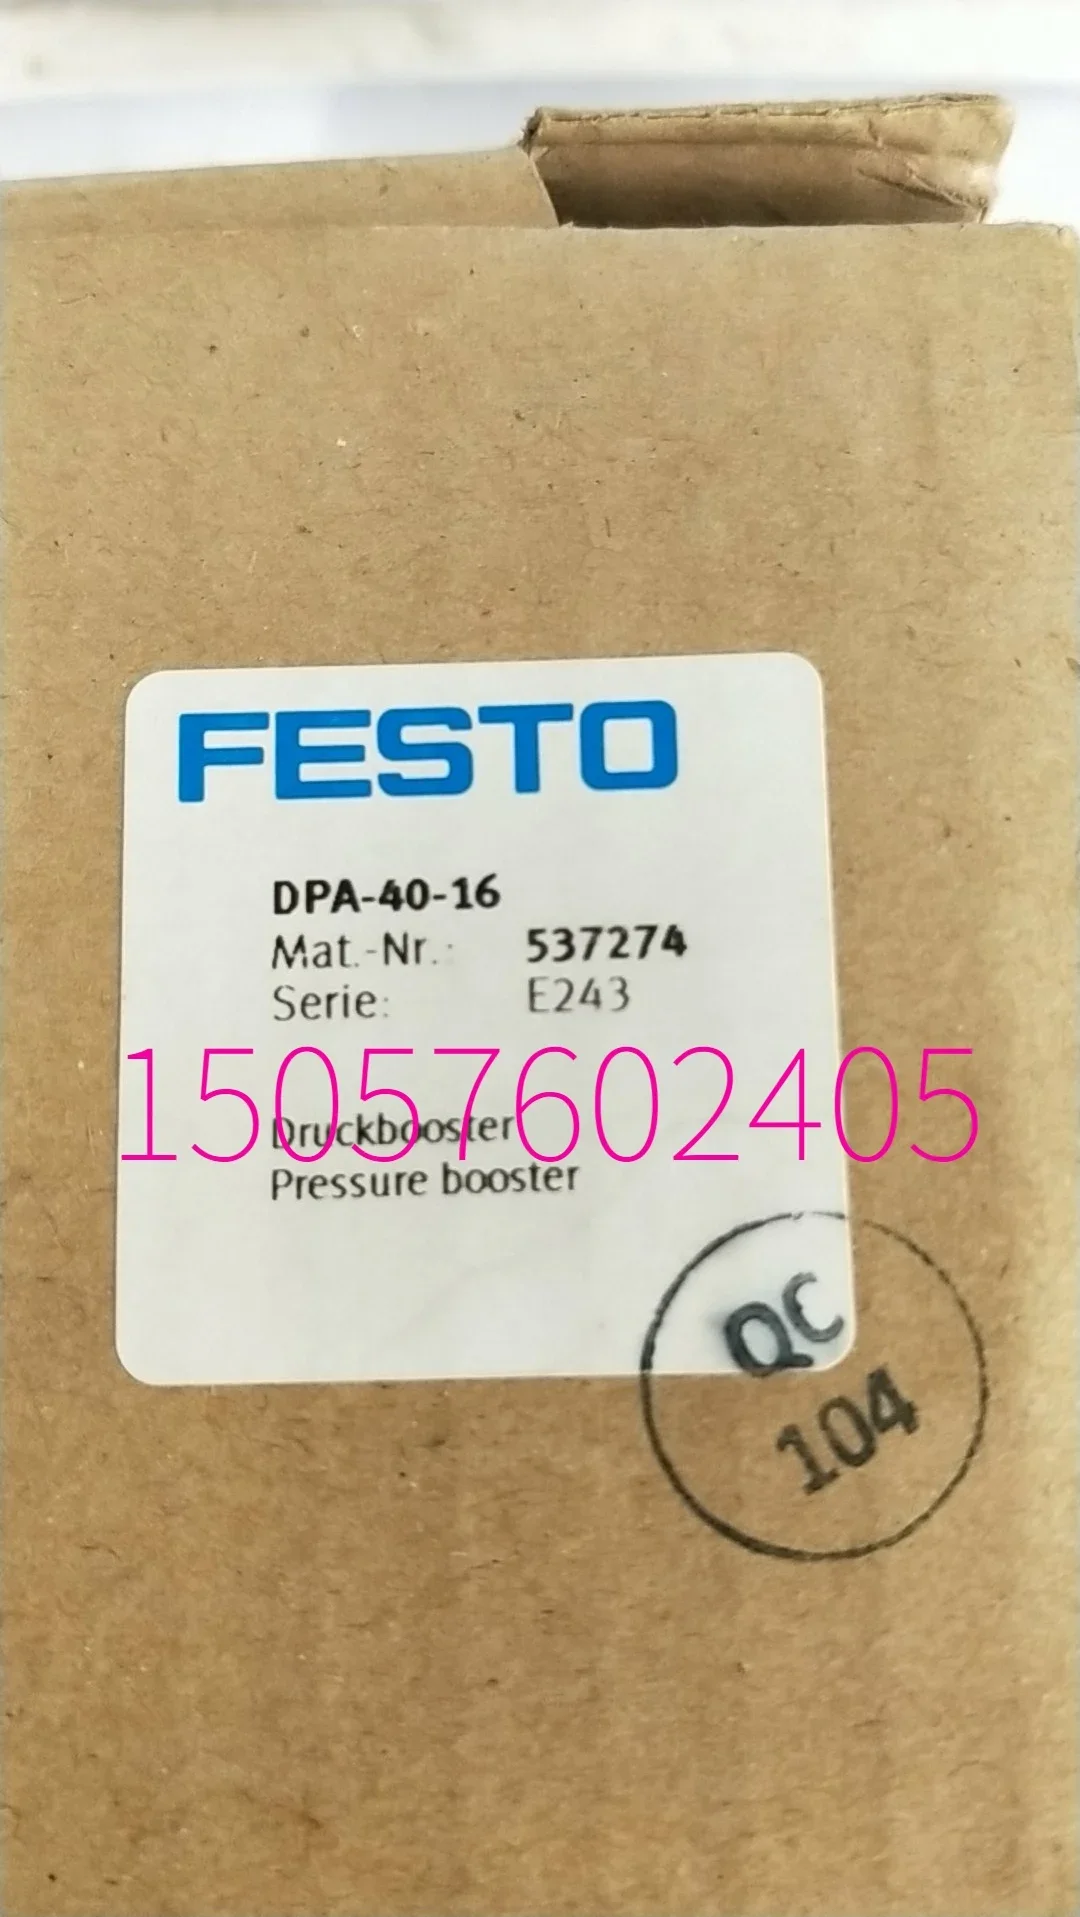 FESTO
DPA-40-16
Mat.-Nr.: 537274
Serie: E243
15057602405
Druckbooster
Pressure booster
QC
104